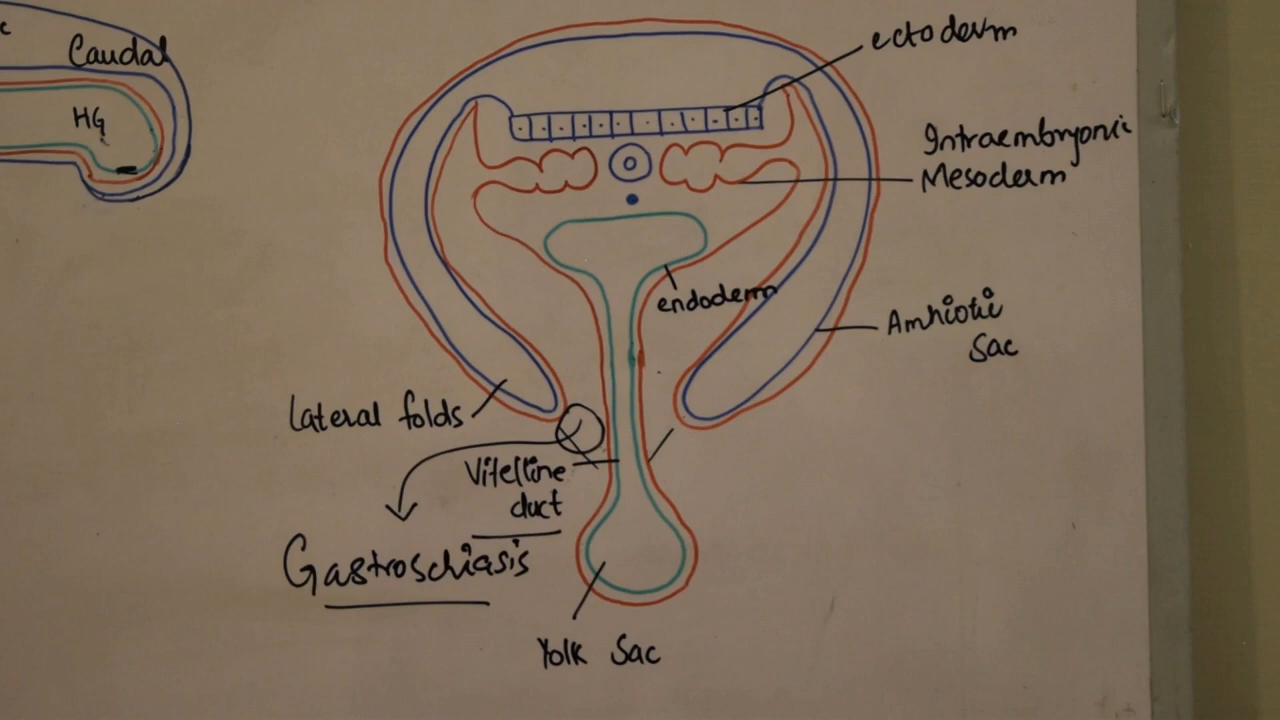 c
Caudal
HG
ectoderm
Intraembryonic
Mesoderm
endoderm
Amniotic
Sac
Lateral folds
Vitelline
duct
Gastroschiasis
Yolk Sac